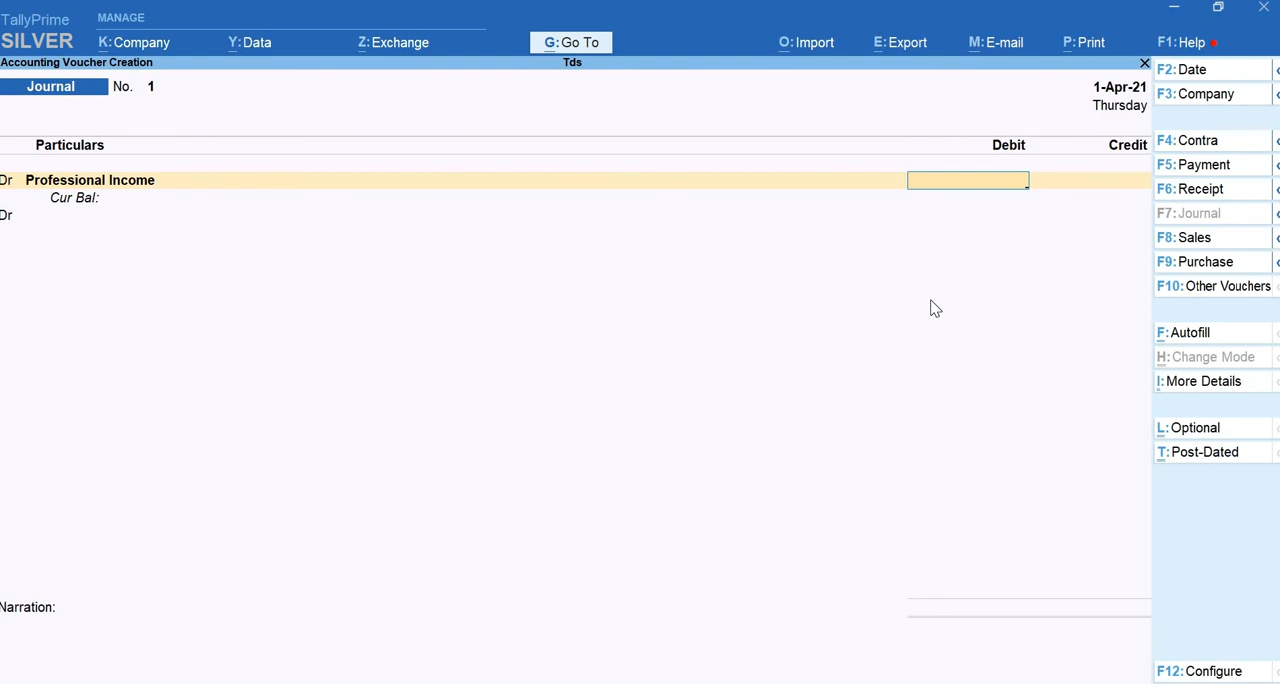 TallyPrime MANAGE
SILVER K:Company Y:Data Z:Exchange G:Go To O:Import E:Export M:E-mail P:Print F1:Help
Accounting Voucher Creation Tds
Journal No. 1 1-Apr-21
Thursday
Particulars Debit Credit
Dr Professional Income
Cur Bal:
Dr
Narration:
F2:Date
F3:Company
F4:Contra
F5:Payment
F6:Receipt
F7:Journal
F8:Sales
F9:Purchase
F10:Other Vouchers
F:Autofill
H:Change Mode
I:More Details
L:Optional
T:Post-Dated
F12:Configure